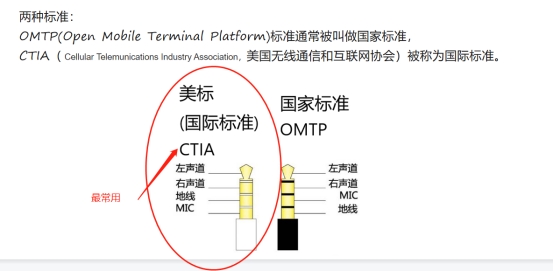 两种标准：
OMTP(Open Mobile Terminal Platform)标准通常被叫做国家标准，
CTIA（ Cellular Telemunications Industry Association, 美国无线通信和互联网协会）被称为国际标准。
美标
(国际标准)
CTIA
左声道
右声道
地线
MIC
最常用
国家标准
OMTP
左声道
右声道
MIC
地线